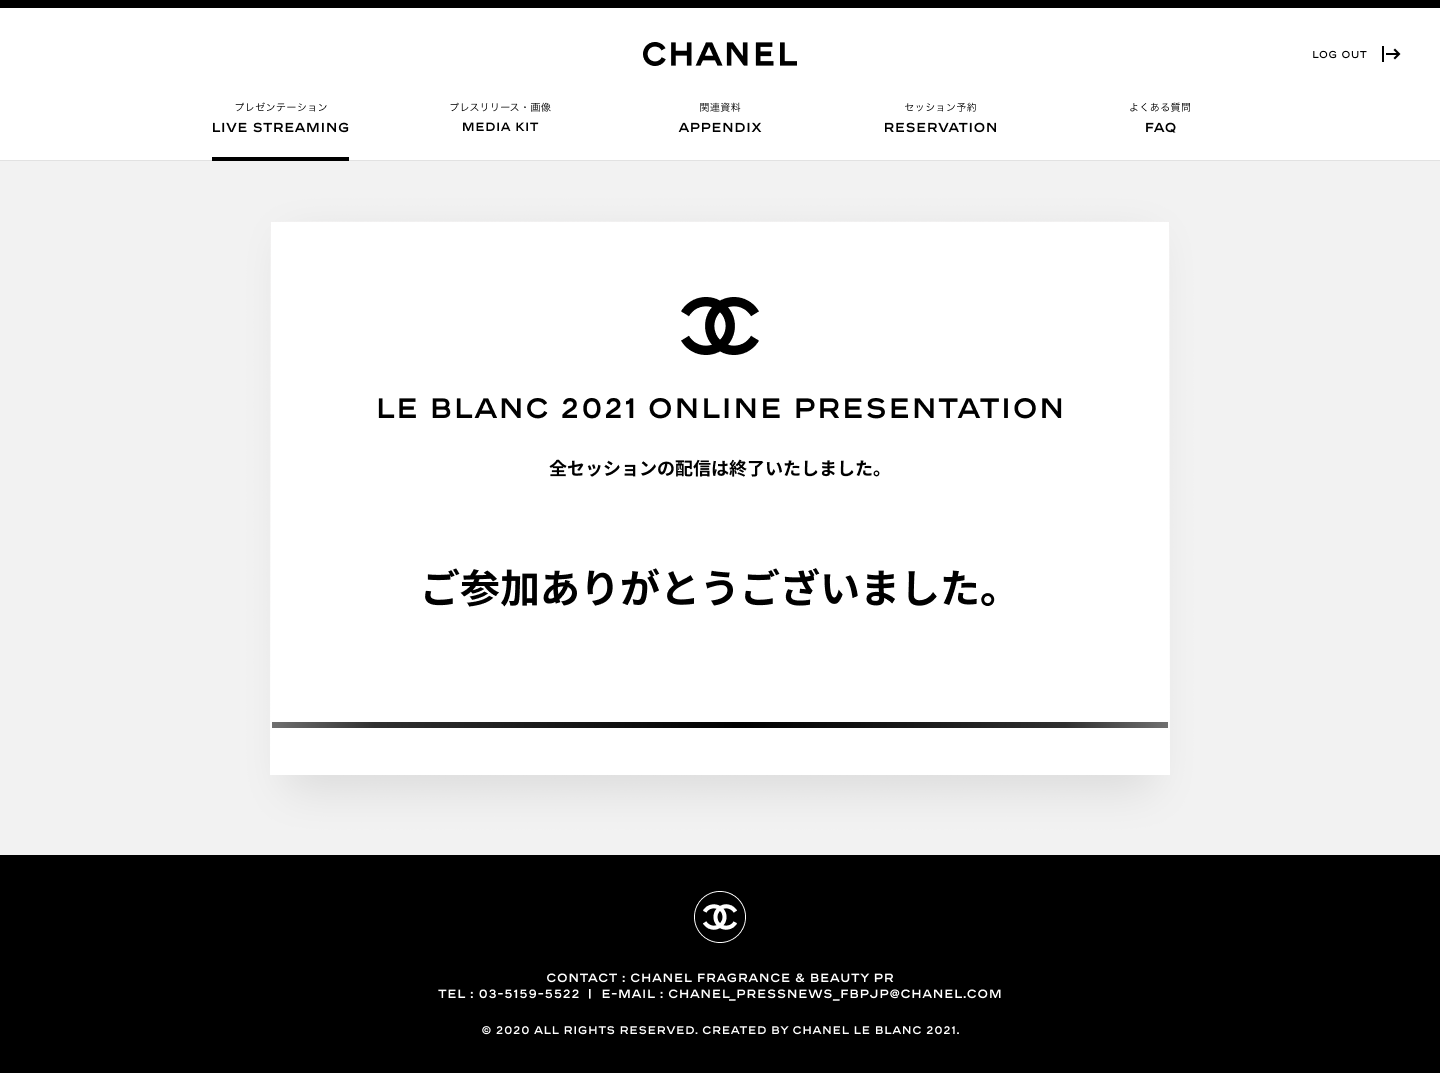 CHANEL
LOG OUT
プレゼンテーション
LIVE STREAMING
プレスリリース・画像
MEDIA KIT
関連資料
APPENDIX
セッション予約
RESERVATION
よくある質問
FAQ
LE BLANC 2021 ONLINE PRESENTATION
全セッションの配信は終了いたしました。
ご参加ありがとうございました。
CONTACT : CHANEL FRAGRANCE & BEAUTY PR
TEL : 03-5159-5522 | E-MAIL : CHANEL_PRESSNEWS_FBPJP@CHANEL.COM
© 2020 ALL RIGHTS RESERVED. CREATED BY CHANEL LE BLANC 2021.